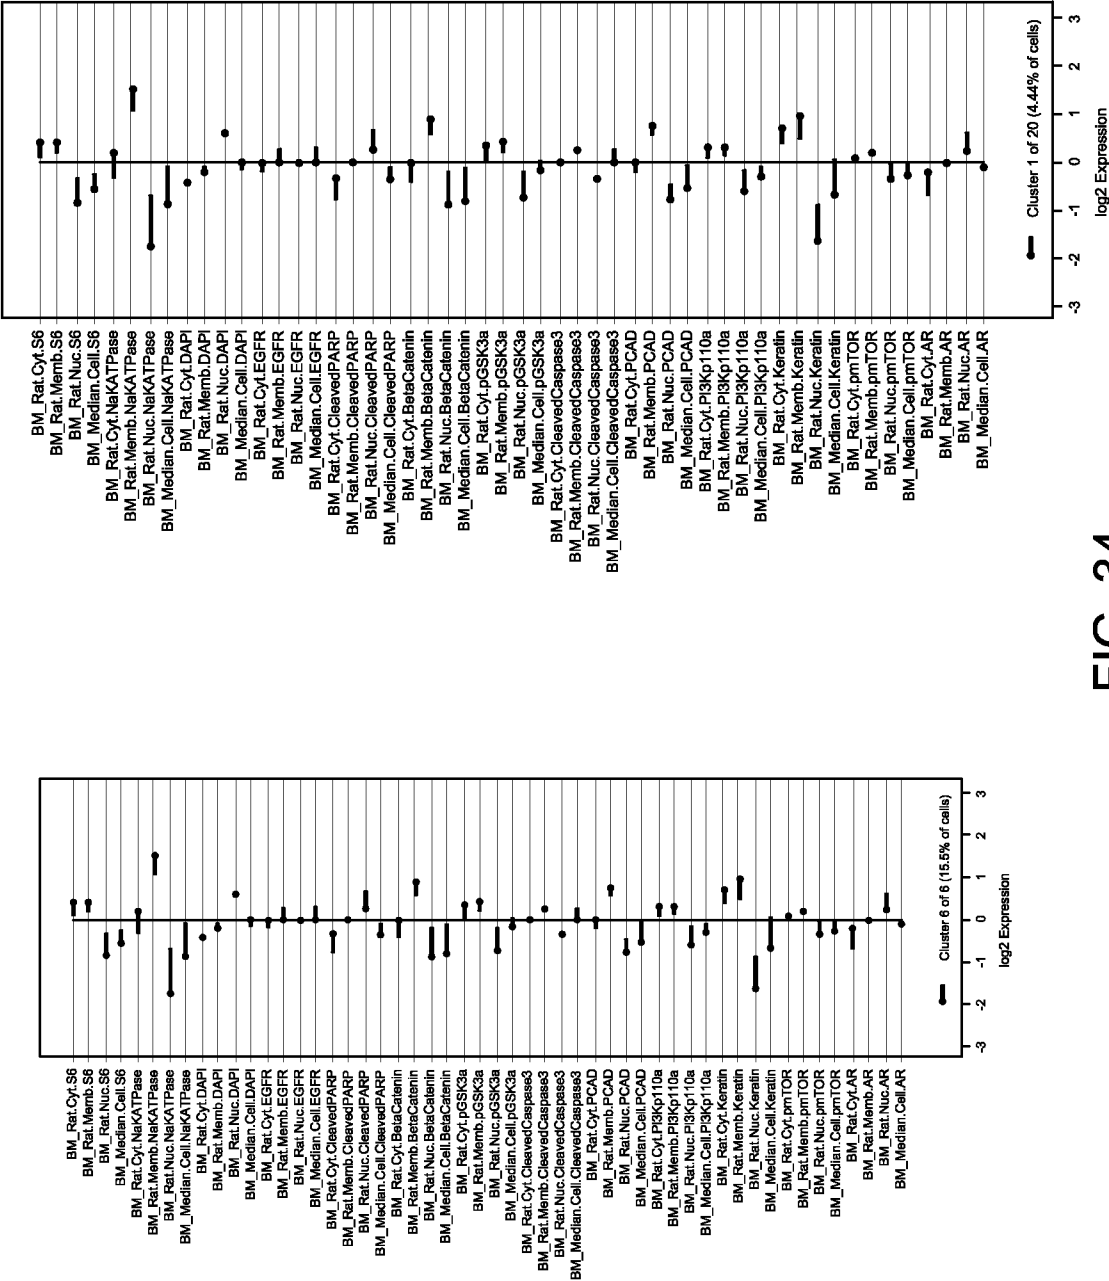 BM_Rat.Cyt.S6
BM_Rat.Memb.S6
BM_Rat.Nuc.S6
BM_Median.Cell.S6
BM_Rat.Cyt.NaKATPase
BM_Rat.Memb.NaKATPase
BM_Rat.Nuc.NaKATPase
BM_Median.Cell.NaKATPase
BM_Rat.Cyt.DAPI
BM_Rat.Memb.DAPI
BM_Rat.Nuc.DAPI
BM_Median.Cell.DAPI
BM_Rat.Cyt.EGFR
BM_Rat.Memb.EGFR
BM_Rat.Nuc.EGFR
BM_Median.Cell.EGFR
BM_Rat.Cyt.CleavedPARP
BM_Rat.Memb.CleavedPARP
BM_Rat.Nuc.CleavedPARP
BM_Median.Cell.CleavedPARP
BM_Rat.Cyt.BetaCatenin
BM_Rat.Memb.BetaCatenin
BM_Rat.Nuc.BetaCatenin
BM_Median.Cell.BetaCatenin
BM_Rat.Cyt.pGSK3a
BM_Rat.Memb.pGSK3a
BM_Rat.Nuc.pGSK3a
BM_Median.Cell.pGSK3a
BM_Rat.Cyt.CleavedCaspase3
BM_Rat.Memb.CleavedCaspase3
BM_Rat.Nuc.CleavedCaspase3
BM_Median.Cell.CleavedCaspase3
BM_Rat.Cyt.PCAD
BM_Rat.Memb.PCAD
BM_Rat.Nuc.PCAD
BM_Median.Cell.PCAD
BM_Rat.Cyt.PI3Kp110a
BM_Rat.Memb.PI3Kp110a
BM_Rat.Nuc.PI3Kp110a
BM_Median.Cell.PI3Kp110a
BM_Rat.Cyt.Keratin
BM_Rat.Memb.Keratin
BM_Rat.Nuc.Keratin
BM_Median.Cell.Keratin
BM_Rat.Cyt.pmTOR
BM_Rat.Memb.pmTOR
BM_Rat.Nuc.pmTOR
BM_Median.Cell.pmTOR
BM_Rat.Cyt.AR
BM_Rat.Memb.AR
BM_Rat.Nuc.AR
BM_Median.Cell.AR
Cluster 6 of 6 (15.5% of cells)
-3 -2 -1 0 1 2 3
log2 Expression
BM_Rat.Cyt.S6
BM_Rat.Memb.S6
BM_Rat.Nuc.S6
BM_Median.Cell.S6
BM_Rat.Cyt.NaKATPase
BM_Rat.Memb.NaKATPase
BM_Rat.Nuc.NaKATPase
BM_Median.Cell.NaKATPase
BM_Rat.Cyt.DAPI
BM_Rat.Memb.DAPI
BM_Rat.Nuc.DAPI
BM_Median.Cell.DAPI
BM_Rat.Cyt.EGFR
BM_Rat.Memb.EGFR
BM_Rat.Nuc.EGFR
BM_Median.Cell.EGFR
BM_Rat.Cyt.CleavedPARP
BM_Rat.Memb.CleavedPARP
BM_Rat.Nuc.CleavedPARP
BM_Median.Cell.CleavedPARP
BM_Rat.Cyt.BetaCatenin
BM_Rat.Memb.BetaCatenin
BM_Rat.Nuc.BetaCatenin
BM_Median.Cell.BetaCatenin
BM_Rat.Cyt.pGSK3a
BM_Rat.Memb.pGSK3a
BM_Rat.Nuc.pGSK3a
BM_Median.Cell.pGSK3a
BM_Rat.Cyt.CleavedCaspase3
BM_Rat.Memb.CleavedCaspase3
BM_Rat.Nuc.CleavedCaspase3
BM_Median.Cell.CleavedCaspase3
BM_Rat.Cyt.PCAD
BM_Rat.Memb.PCAD
BM_Rat.Nuc.PCAD
BM_Median.Cell.PCAD
BM_Rat.Cyt.PI3Kp110a
BM_Rat.Memb.PI3Kp110a
BM_Rat.Nuc.PI3Kp110a
BM_Median.Cell.PI3Kp110a
BM_Rat.Cyt.Keratin
BM_Rat.Memb.Keratin
BM_Rat.Nuc.Keratin
BM_Median.Cell.Keratin
BM_Rat.Cyt.pmTOR
BM_Rat.Memb.pmTOR
BM_Rat.Nuc.pmTOR
BM_Median.Cell.pmTOR
BM_Rat.Cyt.AR
BM_Rat.Memb.AR
BM_Rat.Nuc.AR
BM_Median.Cell.AR
Cluster 1 of 20 (4.44% of cells)
-3 -2 -1 0 1 2 3
log2 Expression